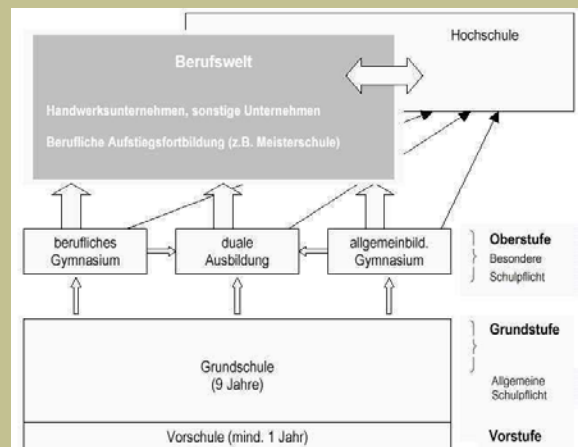 Hochschule
Berufswelt
Handwerksunternehmen, sonstige Unternehmen
Berufliche Aufstiegsfortbildung (z.B. Meisterschule)
berufliches
Gymnasium
duale
Ausbildung
allgemeinbild.
Gymnasium
Oberstufe
Besondere
Schulpflicht
Grundschule
(9 Jahre)
Grundstufe
Allgemeine
Schulpflicht
Vorschule (mind. 1 Jahr)
Vorstufe